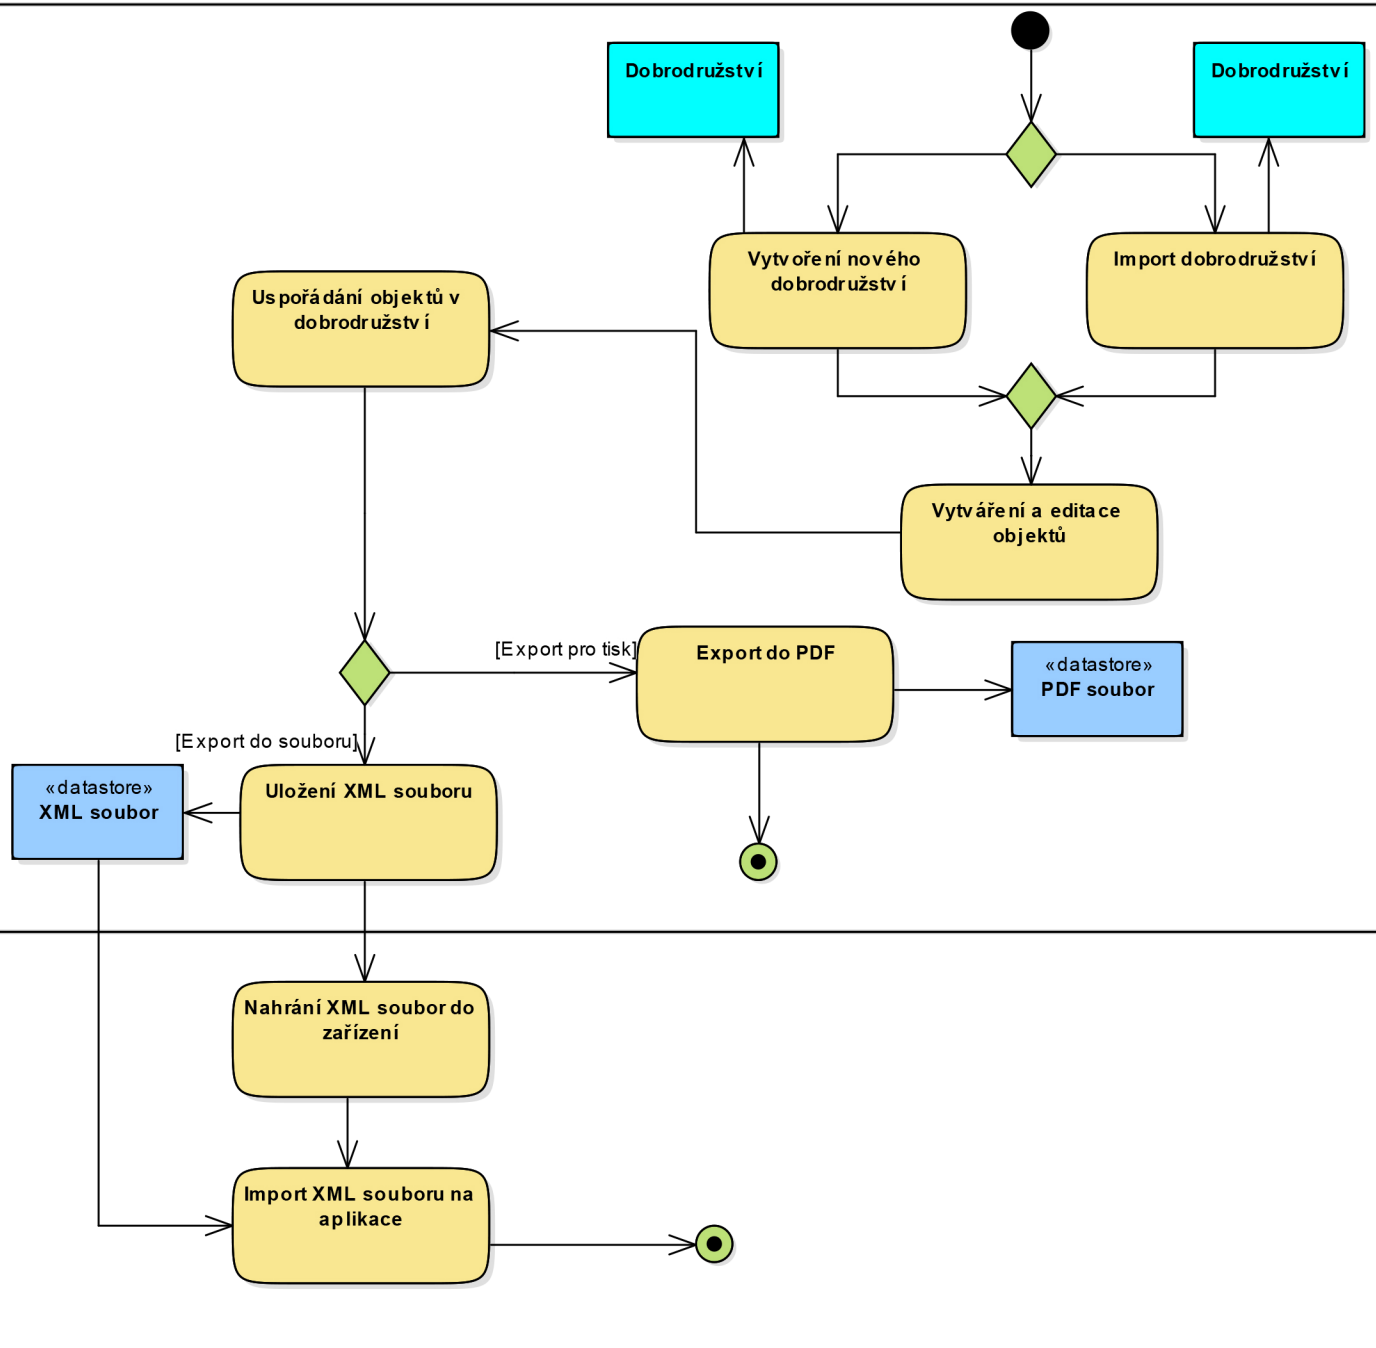 Dobrodružství
Dobrodružství
Vytvoření nového
dobrodružství
Import dobrodružství
Uspořádání objektů v
dobrodružství
Vytváření a editace
objektů
[Export pro tisk]
Export do PDF
«datastore»
PDF soubor
[Export do souboru]
«datastore»
XML soubor
Uložení XML souboru
Nahrání XML soubor do
zařízení
Import XML souboru na
aplikace